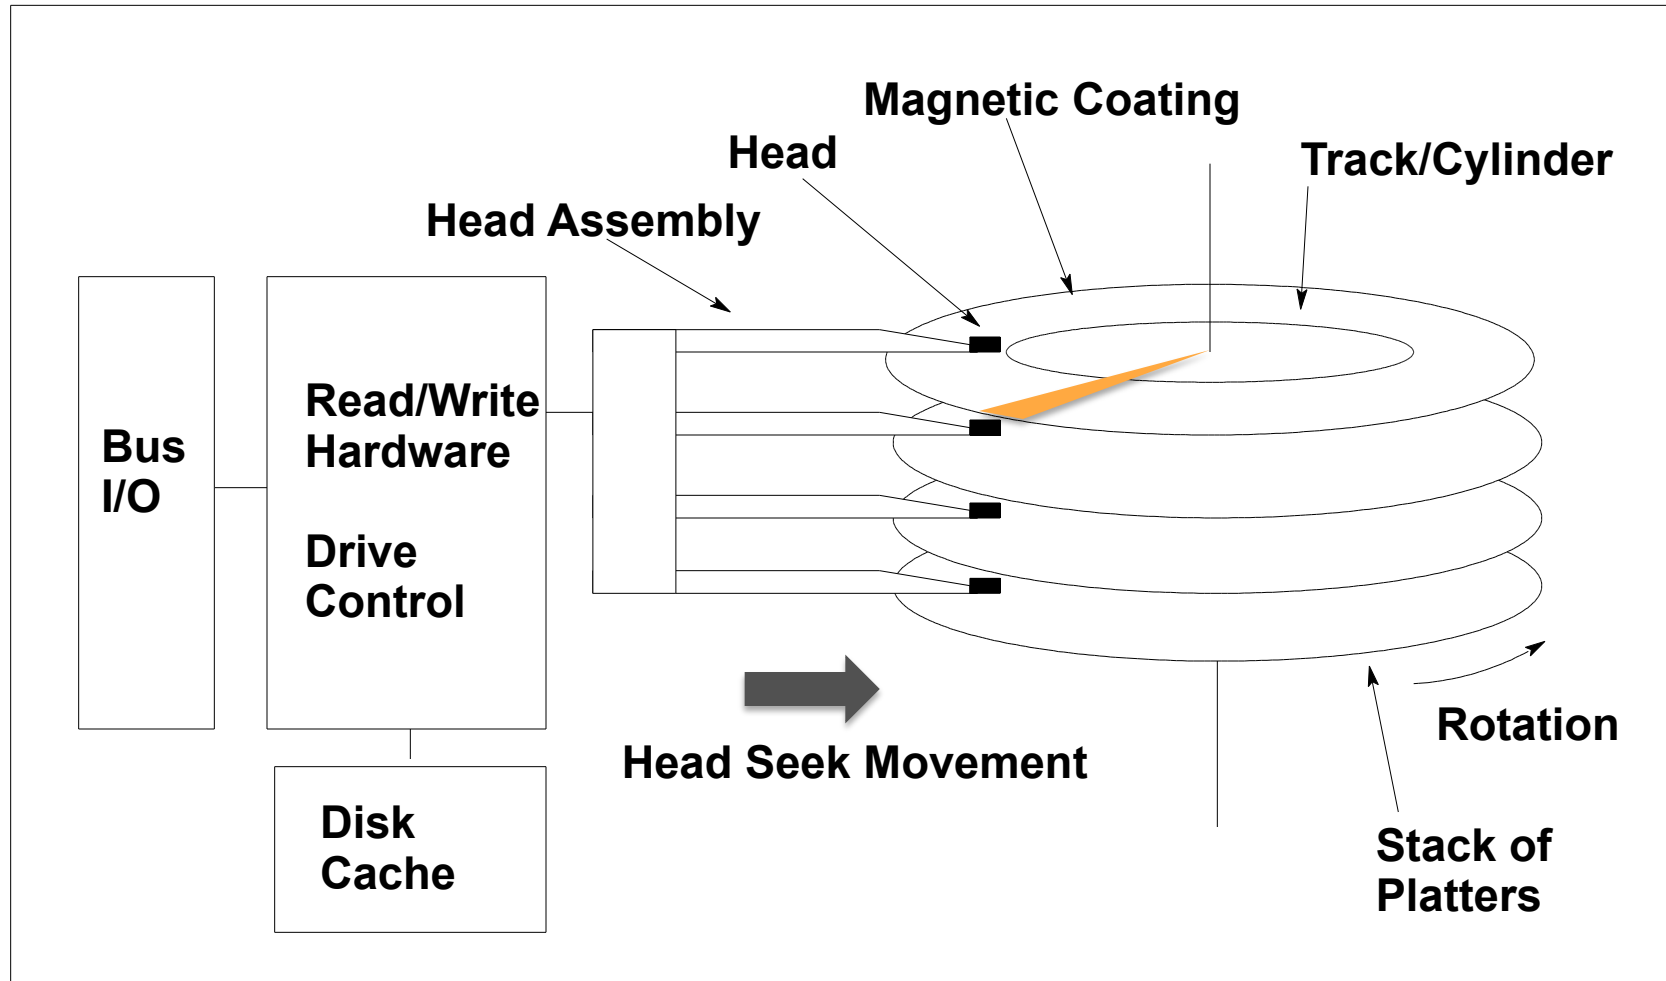 Magnetic Coating
Head
Track/Cylinder
Head Assembly
Bus
I/O
Read/Write
Hardware
Drive
Control
Head Seek Movement
Rotation
Disk
Cache
Stack of
Platters